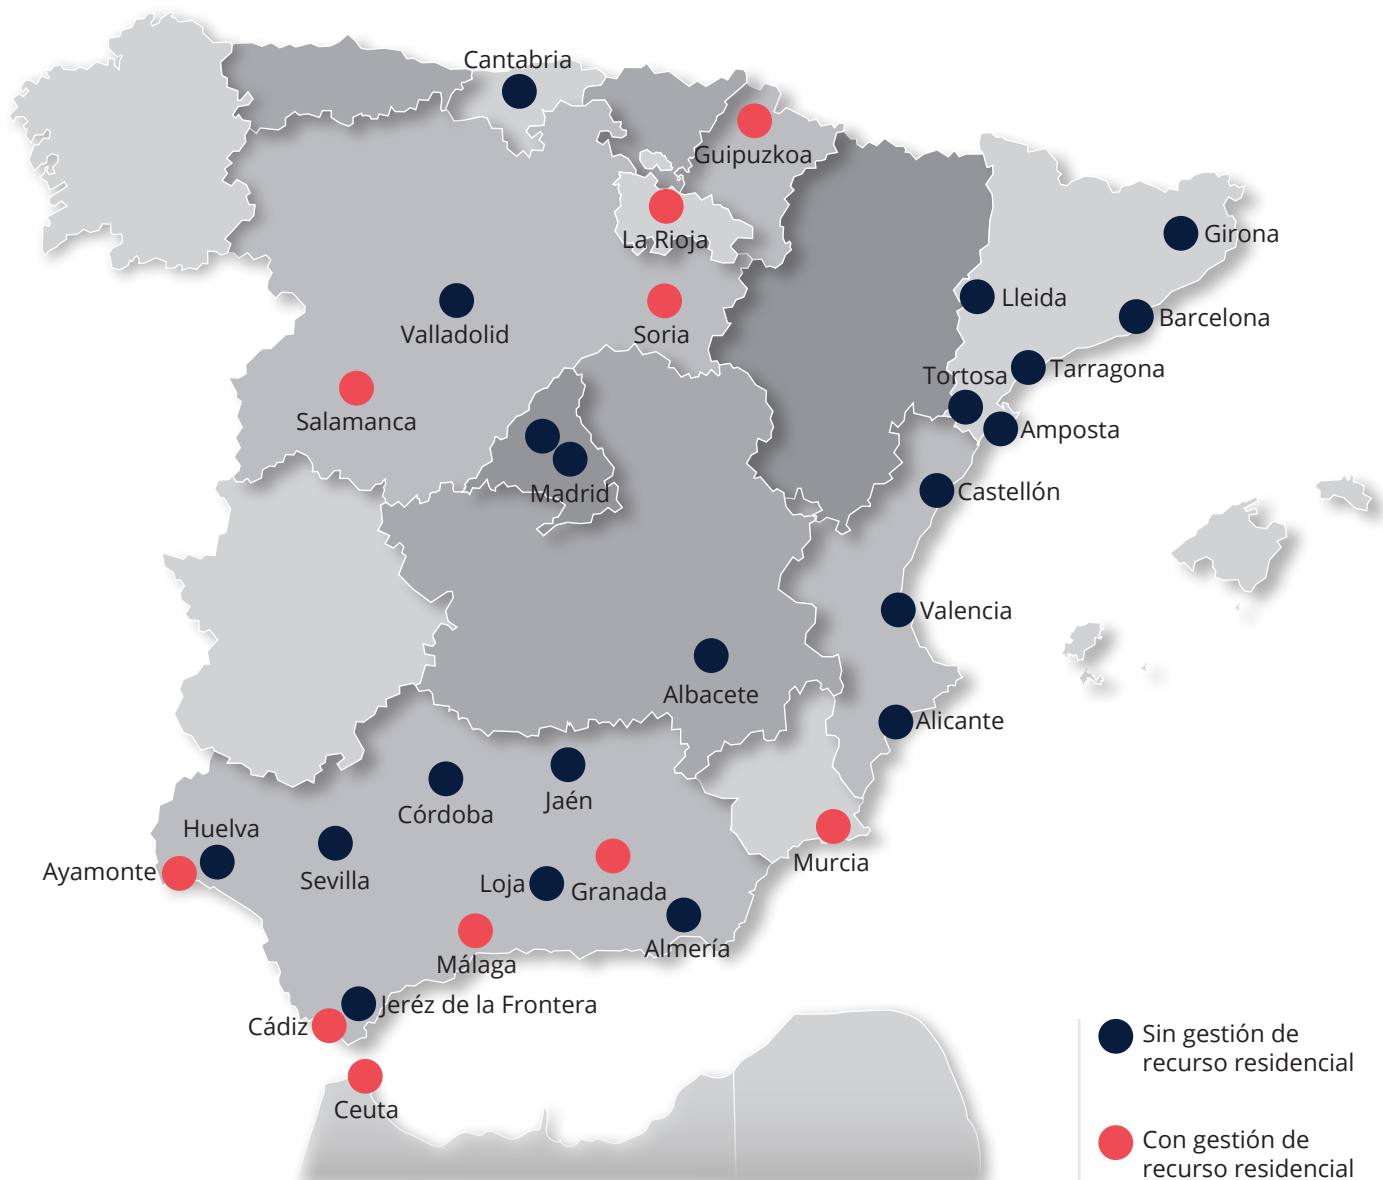 Cantabria
Guipuzkoa
La Rioja
Girona
Lleida
Barcelona
Valladolid
Soria
Tarragona
Tortosa
Salamanca
Amposta
Madrid
Castellón
Valencia
Albacete
Alicante
Jaén
Córdoba
Huelva
Murcia
Ayamonte
Sevilla
Loja
Granada
Almería
Málaga
Jeréz de la Frontera
Cádiz
Ceuta
Sin gestión de
recurso residencial
Con gestión de
recurso residencial